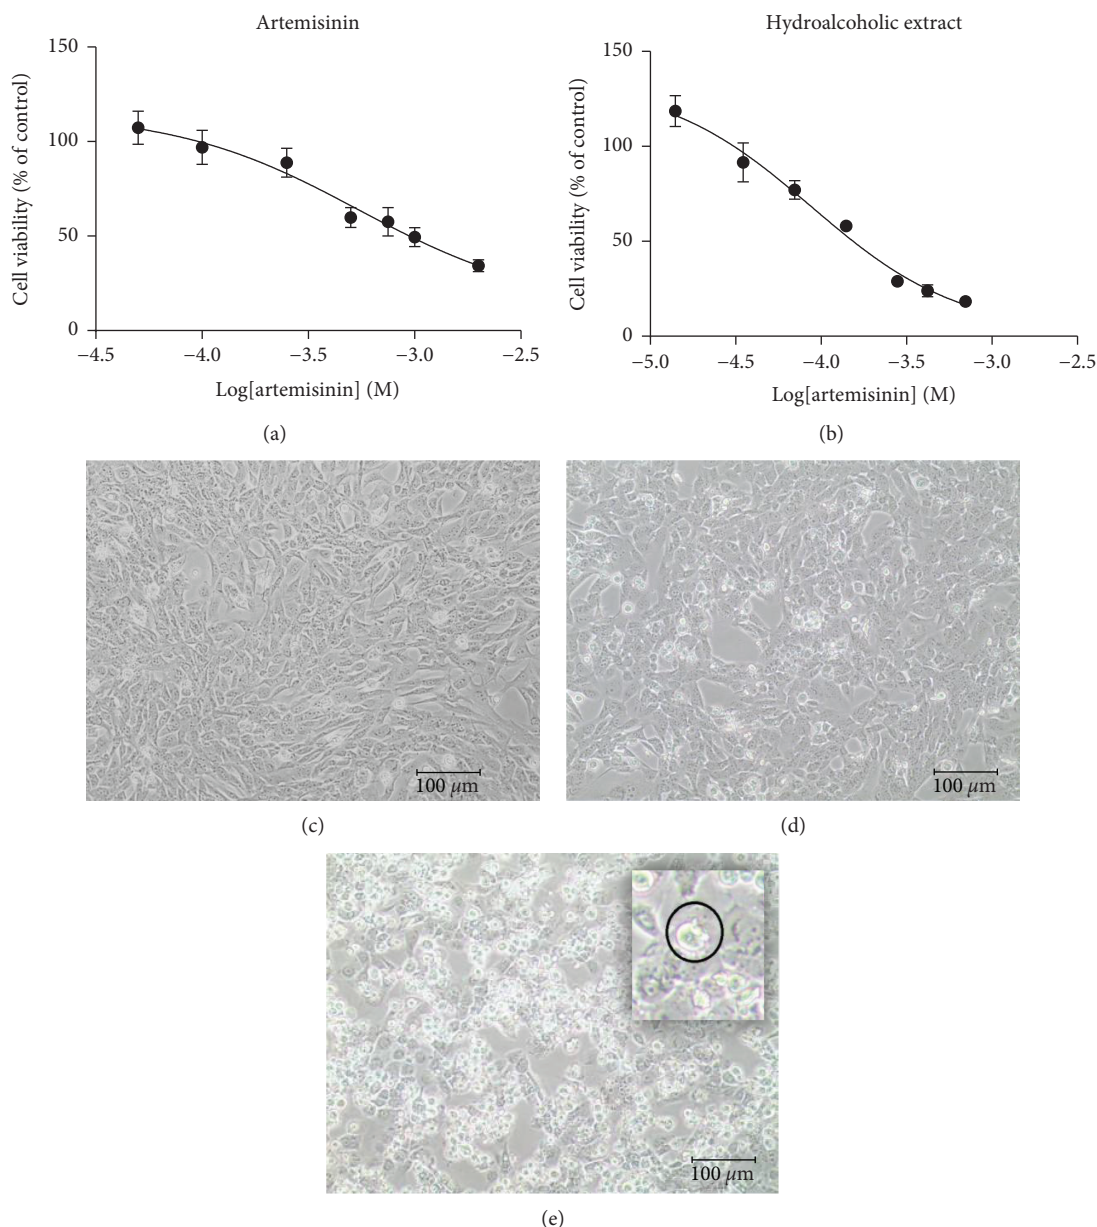 Artemisinin
Cell viability (% of control)
150
100
50
0
−4.5 −4.0 −3.5 −3.0 −2.5
Log[artemisinin] (M)
(a)
Hydroalcoholic extract
Cell viability (% of control)
150
100
50
0
−5.0 −4.5 −4.0 −3.5 −3.0 −2.5
Log[artemisinin] (M)
(b)
100 μm
(c)
100 μm
(d)
100 μm
(e)